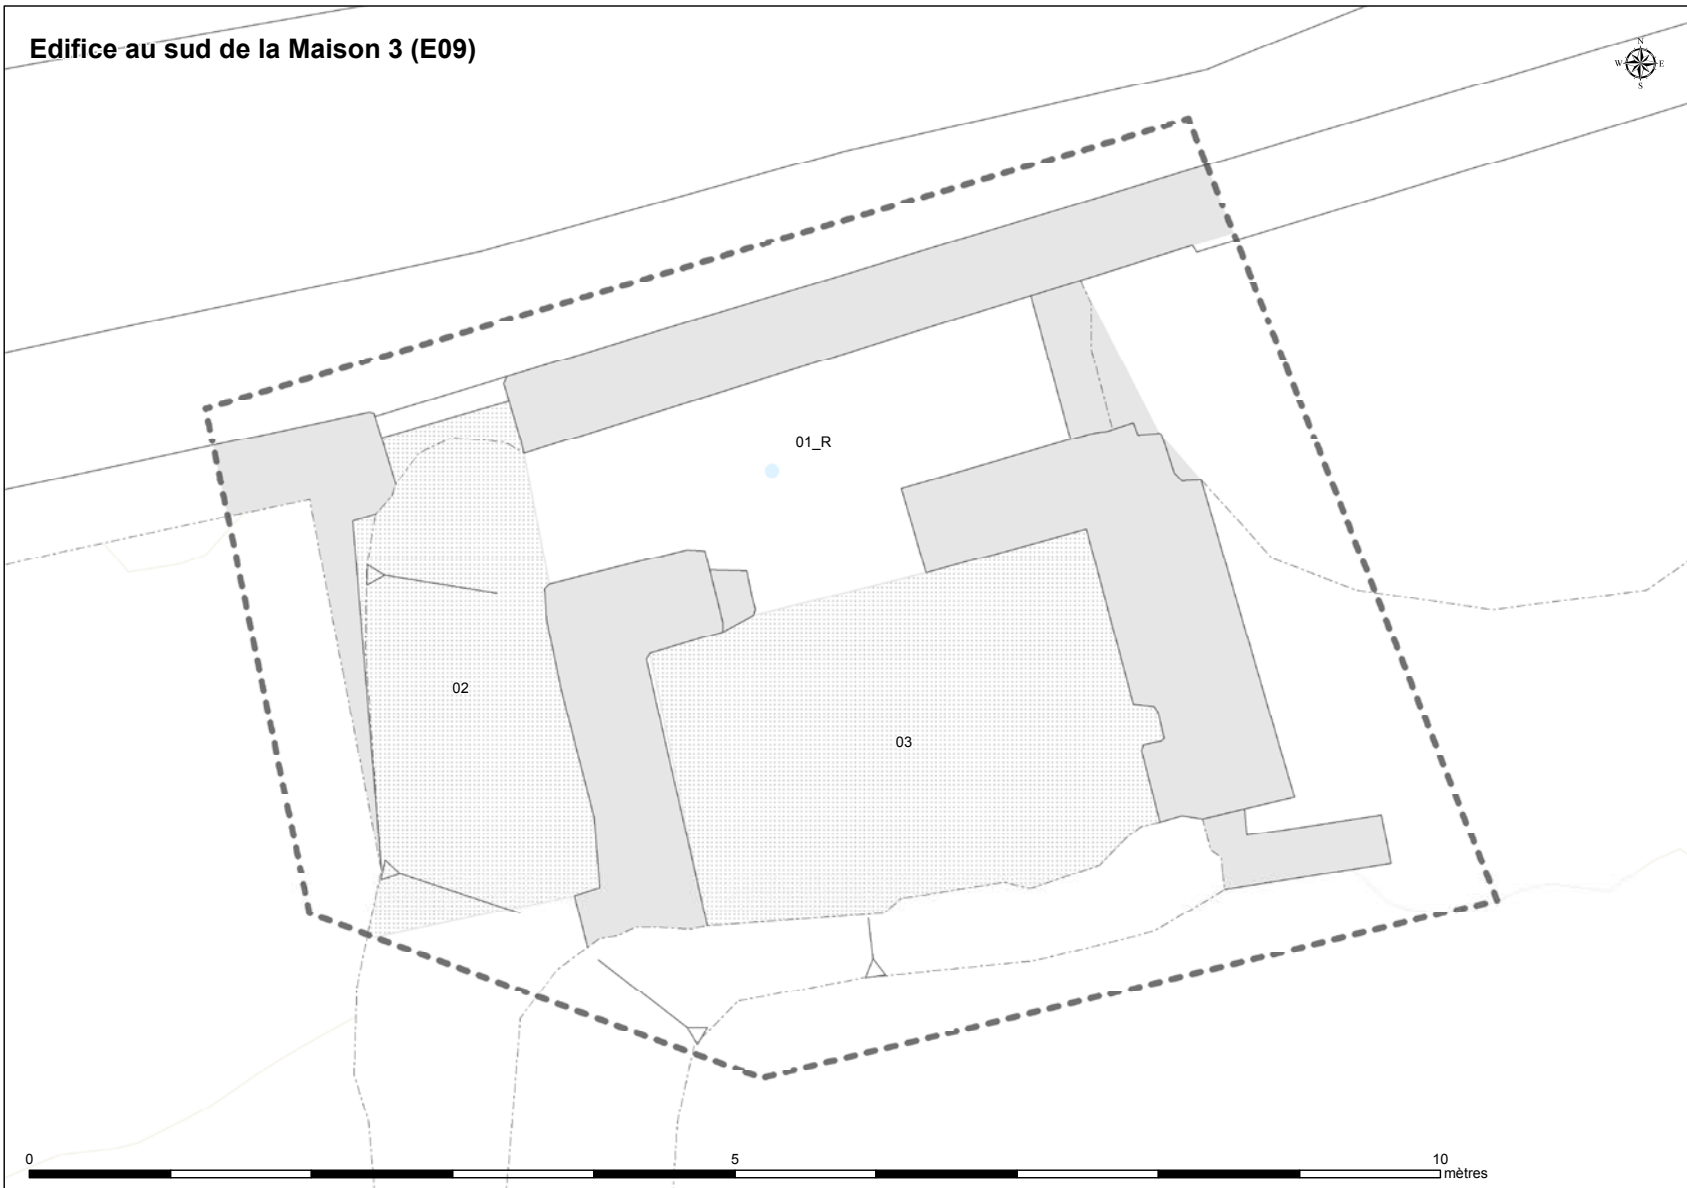 Edifice au sud de la Maison 3 (E09)
N
W E
S
01_R
02
03
0 5 10
mètres